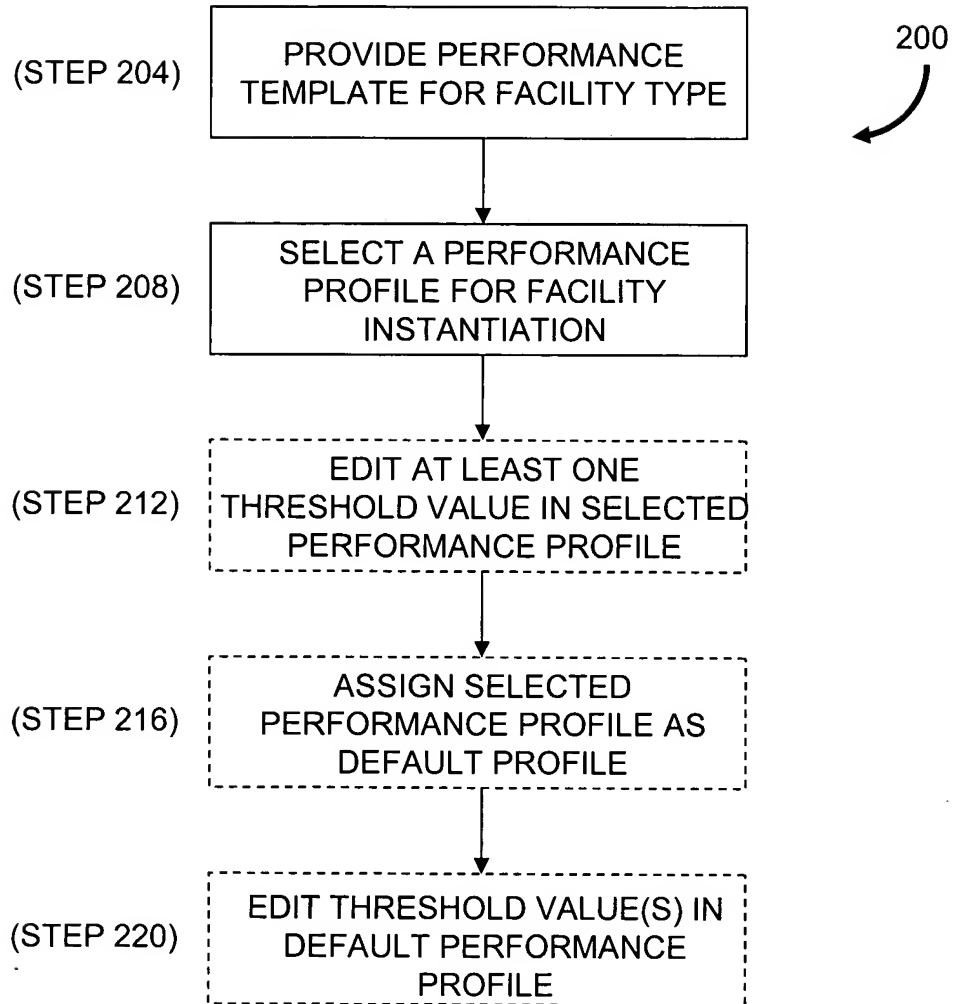 200
(STEP 204)
PROVIDE PERFORMANCE
TEMPLATE FOR FACILITY TYPE
(STEP 208)
SELECT A PERFORMANCE
PROFILE FOR FACILITY
INSTANTIATION
(STEP 212)
EDIT AT LEAST ONE
THRESHOLD VALUE IN SELECTED
PERFORMANCE PROFILE
(STEP 216)
ASSIGN SELECTED
PERFORMANCE PROFILE AS
DEFAULT PROFILE
(STEP 220)
EDIT THRESHOLD VALUE(S) IN
DEFAULT PERFORMANCE
PROFILE